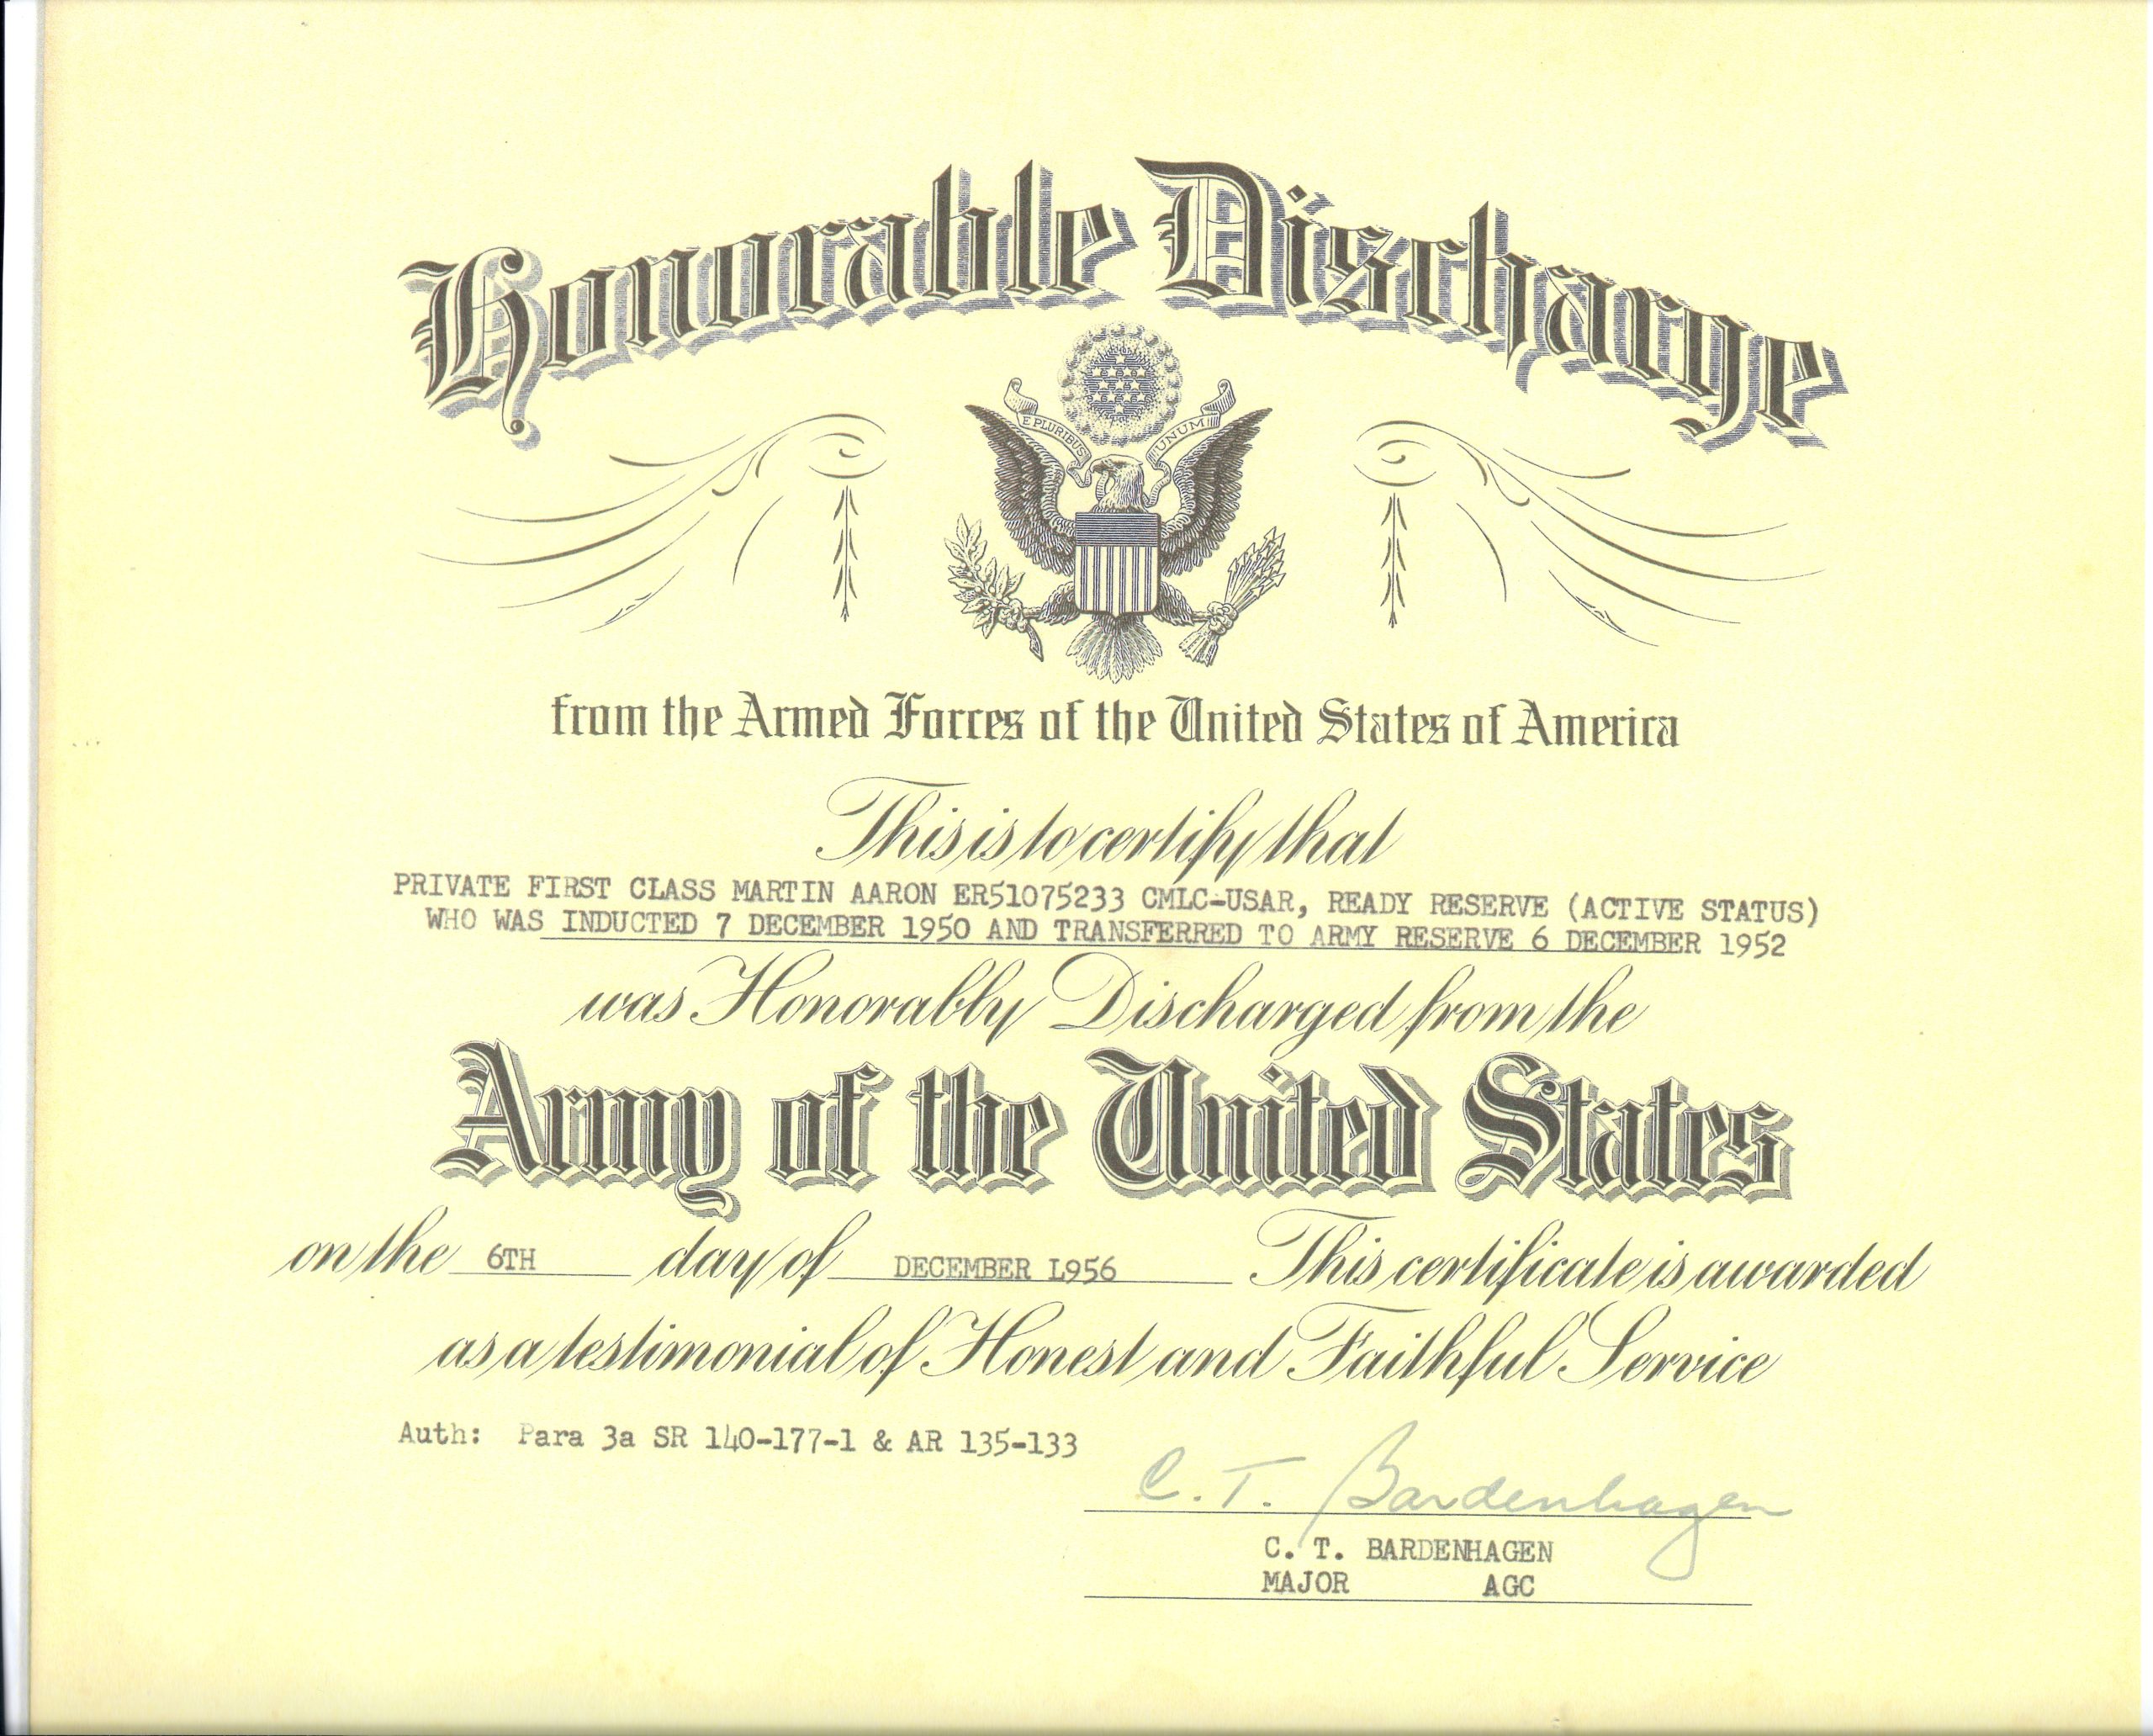 Honorable Discharge
E PLURIBUS UNUM
from the Armed Forces of the United States of America
This is to certify that
PRIVATE FIRST CLASS MARTIN AARON ER51075233 CMLC-USAR, READY RESERVE (ACTIVE STATUS)
WHO WAS INDUCTED 7 DECEMBER 1950 AND TRANSFERRED TO ARMY RESERVE 6 DECEMBER 1952
was Honorably Discharged from the
Army of the United States
on the 6TH day of DECEMBER L956 This certificate is awarded
as a testimonial of Honest and Faithful Service
Auth: Para 3a SR 140-177-1 & AR 135-133
C. T. Bardenhagen
C. T. BARDENHAGEN
MAJOR AGC